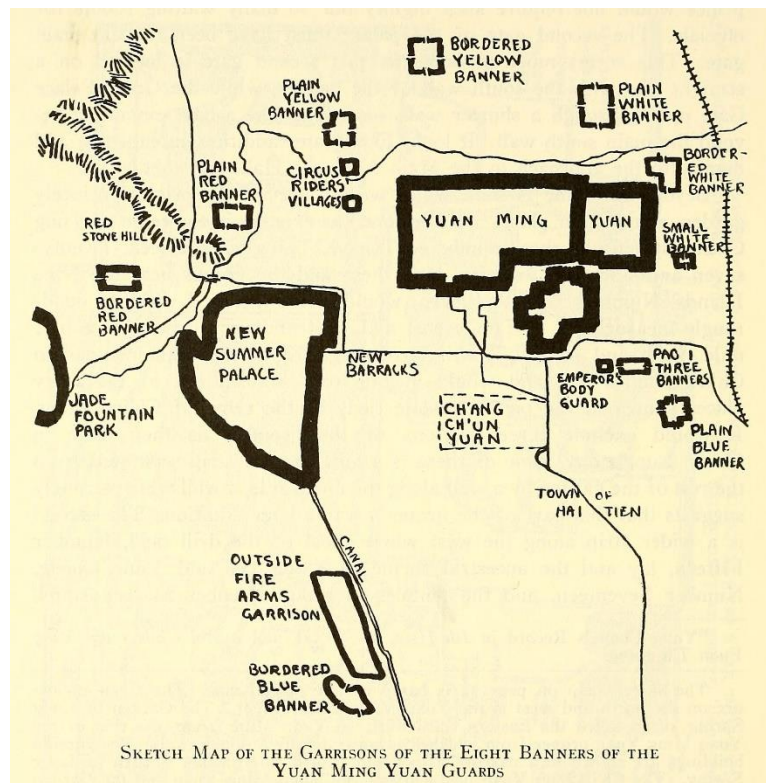 BORDERED
YELLOW
BANNER
PLAIN
YELLOW
BANNER
PLAIN
WHITE
BANNER
PLAIN
RED
BANNER
CIRCUS
RIDERS'
VILLAGES
BORDER-
ED
WHITE
BANNER
RED
STONE HILL
YUAN MING
YUAN
SMALL
WHITE
BANNER
BORDERED
RED
BANNER
NEW
SUMMER
PALACE
NEW
BARRACKS
JADE
FOUNTAIN
PARK
EMPEROR'S
BODY
GUARD
PAO I
THREE
BANNERS
CH'ANG
CH'UN
YUAN
PLAIN
BLUE
BANNER
TOWN OF
HAI TIEN
CANAL
OUTSIDE
FIRE
ARMS
GARRISON
BURDERED
BLUE
BANNER
SKETCH MAP OF THE GARRISONS OF THE EIGHT BANNERS OF THE
YUAN MING YUAN GUARDS